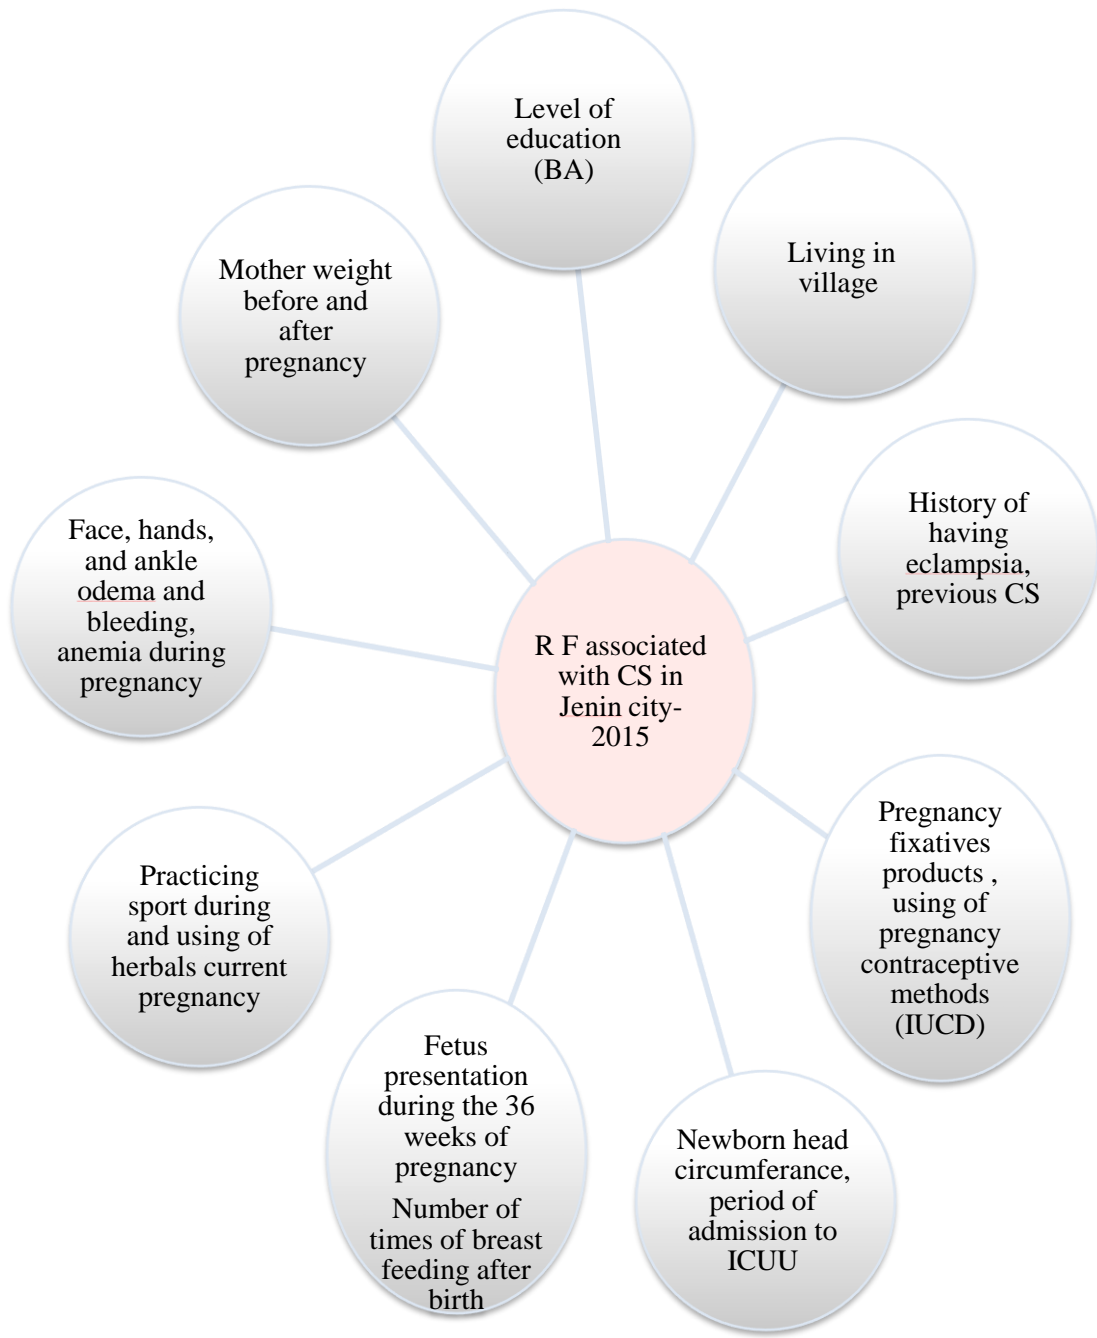 Level of
education
(BA)
Living in
village
History of
having
eclampsia,
previous CS
Pregnancy
fixatives
products ,
using of
pregnancy
contraceptive
methods
(IUCD)
Newborn head
circumferance,
period of
admission to
ICUU
Fetus
presentation
during the 36
weeks of
pregnancy
Number of
times of breast
feeding after
birth
Practicing
sport during
and using of
herbals current
pregnancy
Face, hands,
and ankle
odema and
bleeding,
anemia during
pregnancy
Mother weight
before and
after
pregnancy
R F associated
with CS in
Jenin city-
2015